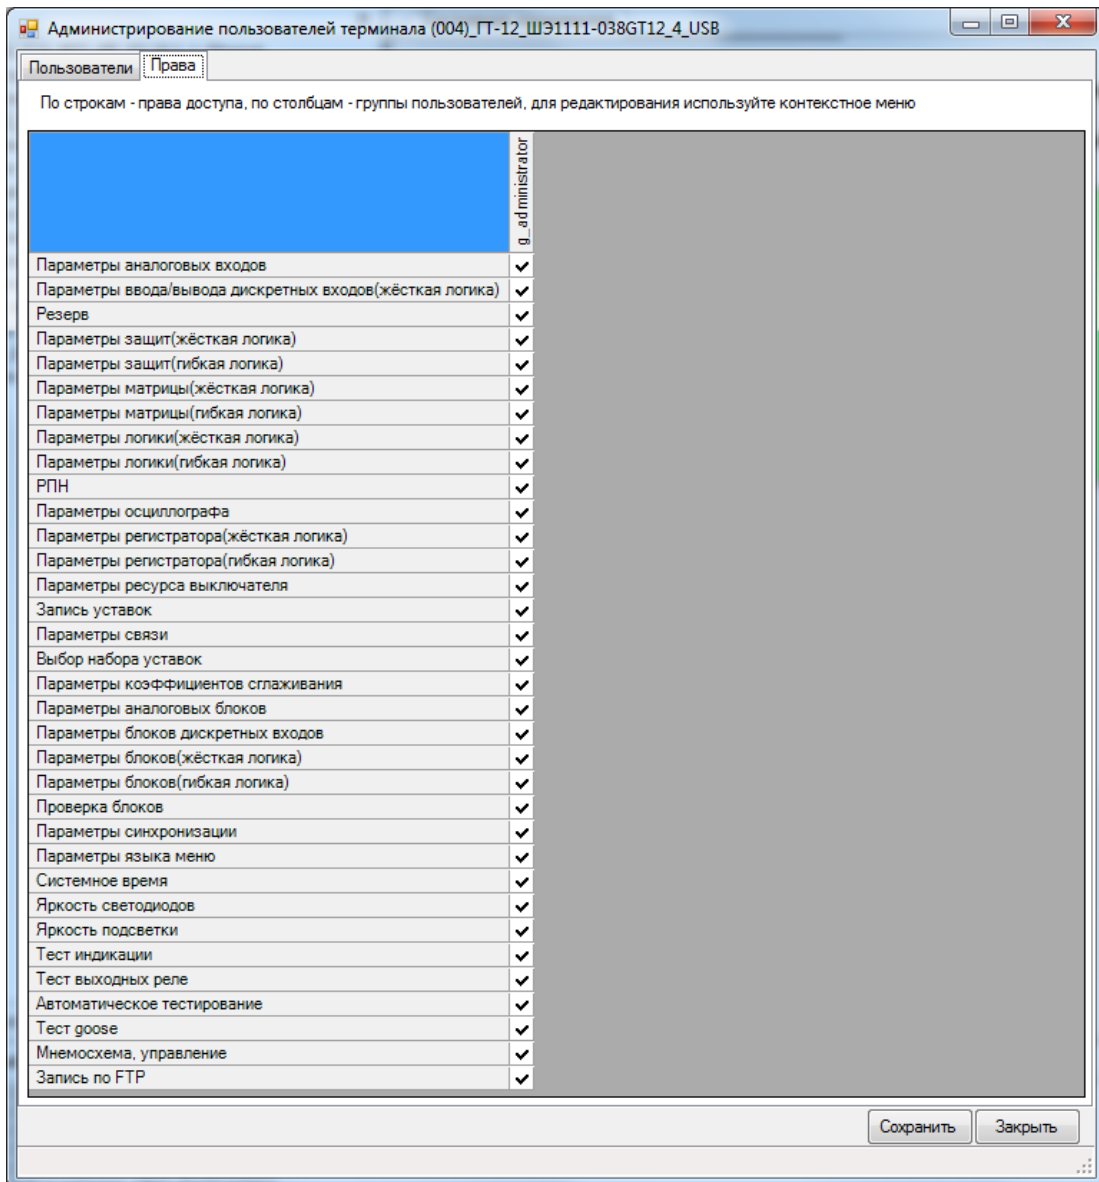 Администрирование пользователей терминала (004)_ГТ-12_ШЭ1111-038GT12_4_USB
Пользователи Права
По строкам - права доступа, по столбцам - группы пользователей, для редактирования используйте контекстное меню
g_administrator
Параметры аналоговых входов
Параметры ввода/вывода дискретных входов(жёсткая логика)
Резерв
Параметры защит(жёсткая логика)
Параметры защит(гибкая логика)
Параметры матрицы(жёсткая логика)
Параметры матрицы(гибкая логика)
Параметры логики(жёсткая логика)
Параметры логики(гибкая логика)
РПН
Параметры осциллографа
Параметры регистратора(жёсткая логика)
Параметры регистратора(гибкая логика)
Параметры ресурса выключателя
Запись уставок
Параметры связи
Выбор набора уставок
Параметры коэффициентов сглаживания
Параметры аналоговых блоков
Параметры блоков дискретных входов
Параметры блоков(жёсткая логика)
Параметры блоков(гибкая логика)
Проверка блоков
Параметры синхронизации
Параметры языка меню
Системное время
Яркость светодиодов
Яркость подсветки
Тест индикации
Тест выходных реле
Автоматическое тестирование
Тест goose
Мнемосхема, управление
Запись по FTP
Сохранить Закрыть